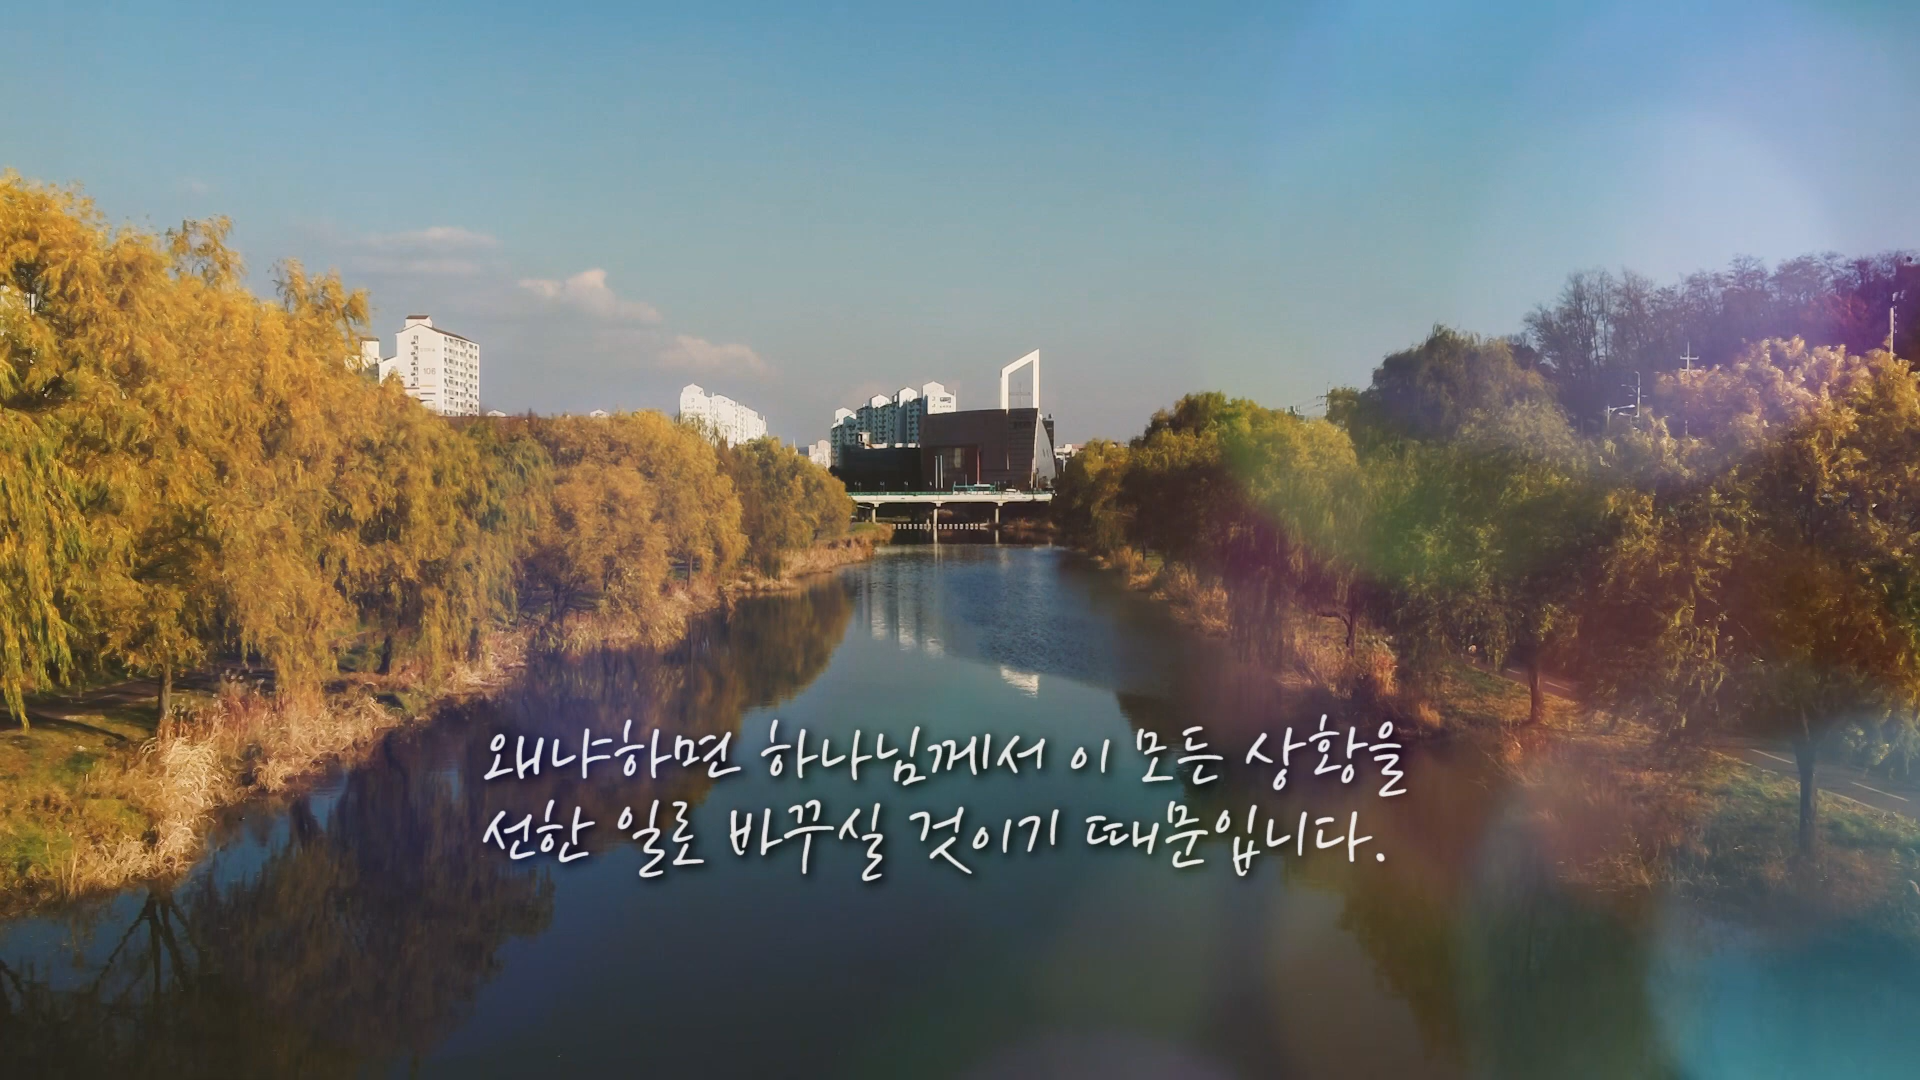 108
왜냐하면 하나님께서 이 모든 상황을
선한 일로 바꾸실 것이기 때문입니다.